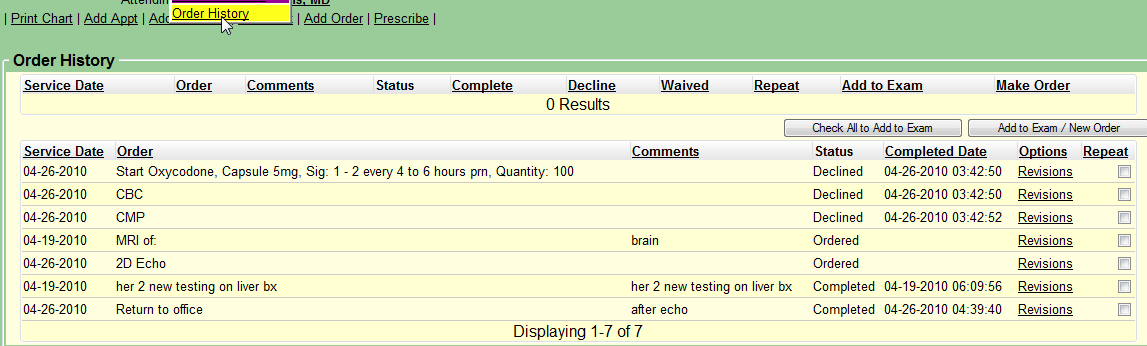 Attendin is, MD
Order History
| Print Chart | Add Appt | Ad | Add Order | Prescribe |
Order History
Service Date Order Comments Status Complete Decline Waived Repeat Add to Exam Make Order
0 Results
Check All to Add to Exam Add to Exam / New Order
Service Date Order Comments Status Completed Date Options Repeat
04-26-2010 Start Oxycodone, Capsule 5mg, Sig: 1 - 2 every 4 to 6 hours prn, Quantity: 100 Declined 04-26-2010 03:42:50 Revisions
04-26-2010 CBC Declined 04-26-2010 03:42:50 Revisions
04-26-2010 CMP Declined 04-26-2010 03:42:52 Revisions
04-19-2010 MRI of: brain Ordered Revisions
04-26-2010 2D Echo Ordered Revisions
04-19-2010 her 2 new testing on liver bx her 2 new testing on liver bx Completed 04-19-2010 06:09:56 Revisions
04-26-2010 Return to office after echo Completed 04-26-2010 04:39:40 Revisions
Displaying 1-7 of 7